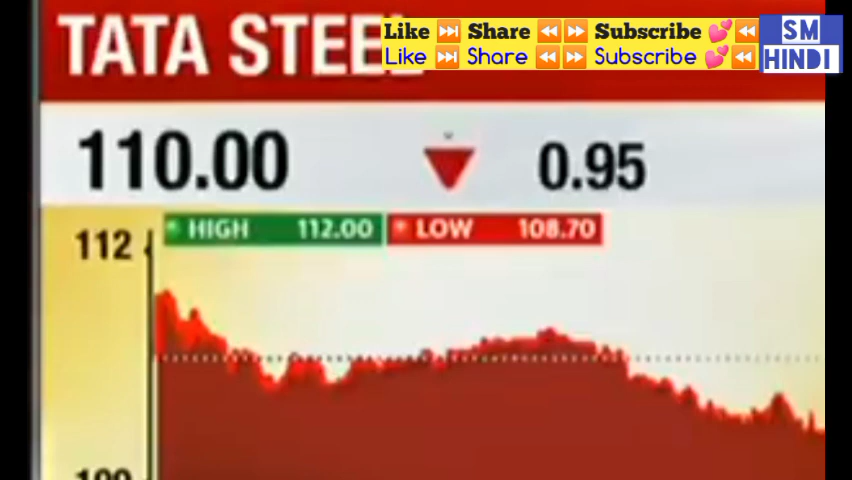 TATA STEEL
Like ⏭ Share ⏪⏩ Subscribe 💕⏪
Like ⏭ Share ⏪⏩ Subscribe 💕⏪
SM
HINDI
110.00 ▼ 0.95
HIGH 112.00 LOW 108.70
112